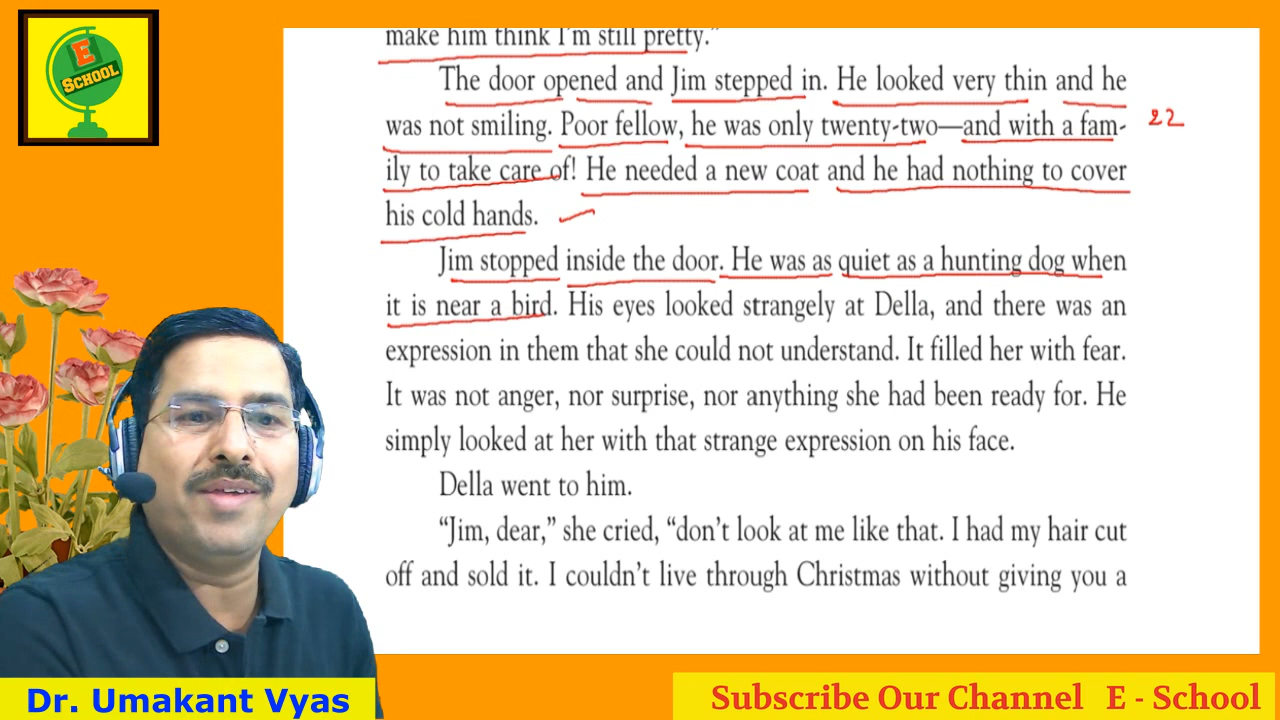 E
SCHOOL
make him think I'm still pretty."
The door opened and Jim stepped in. He looked very thin and he
was not smiling. Poor fellow, he was only twenty-two—and with a fam-
22
ily to take care of! He needed a new coat and he had nothing to cover
his cold hands.
Jim stopped inside the door. He was as quiet as a hunting dog when
it is near a bird. His eyes looked strangely at Della, and there was an
expression in them that she could not understand. It filled her with fear.
It was not anger, nor surprise, nor anything she had been ready for. He
simply looked at her with that strange expression on his face.
Della went to him.
“Jim, dear,” she cried, “don’t look at me like that. I had my hair cut
off and sold it. I couldn’t live through Christmas without giving you a
Dr. Umakant Vyas
Subscribe Our Channel E - School